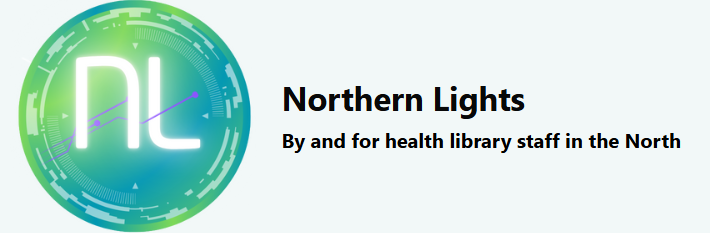 NL
Northern Lights
By and for health library staff in the North